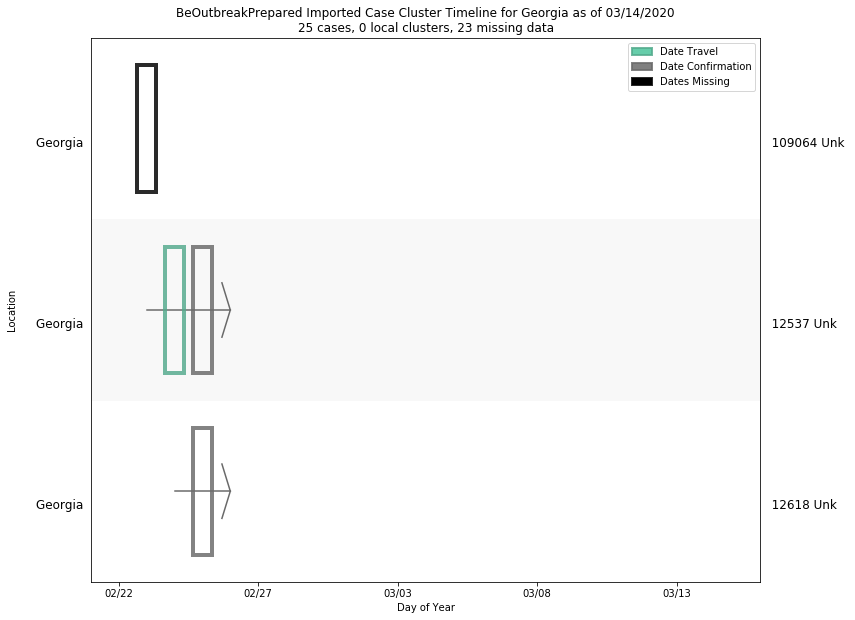 BeOutbreakPrepared Imported Case Cluster Timeline for Georgia as of 03/14/2020
25 cases, 0 local clusters, 23 missing data
Date Travel
Date Confirmation
Dates Missing
Georgia
109064 Unk
Georgia
12537 Unk
Georgia
12618 Unk
Location
02/22
02/27
03/03
03/08
03/13
Day of Year